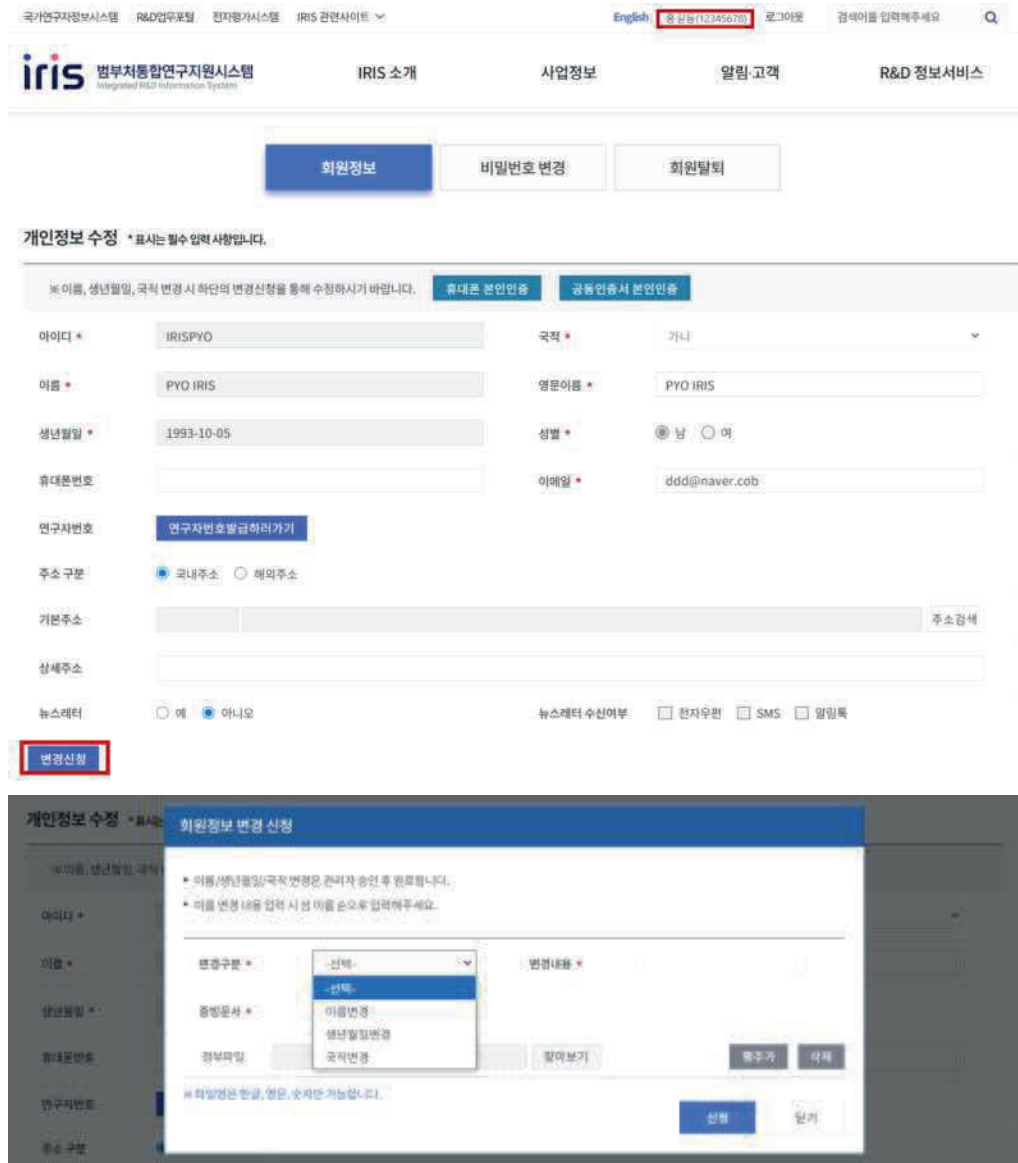 국가연구자정보시스템 R&D업무포털 전자평가시스템 IRIS 관련사이트 English 홍길동(12345678) 로그아웃 검색어를 입력해주세요
iris 범부처통합연구지원시스템 IRIS 소개 사업정보 알림·고객 R&D 정보서비스
Integrated R&D Information System
회원정보 비밀번호 변경 회원탈퇴
개인정보 수정 * 표시는 필수 입력 사항입니다.
※ 이름, 생년월일, 국적 변경 시 하단의 변경신청을 통해 수정하시기 바랍니다. 휴대폰 본인인증 공동인증서 본인인증
아이디 * IRISPYO 국적 * 가나
이름 * PYO IRIS 영문이름 * PYO IRIS
생년월일 * 1993-10-05 성별 * 남 여
휴대폰번호 이메일 * ddd@naver.cob
연구자번호 연구자번호발급하러가기
주소 구분 국내주소 해외주소
기본주소 주소검색
상세주소
뉴스레터 예 아니오 뉴스레터 수신여부 전자우편 SMS 알림톡
변경신청
개인정보 수정 * 표시는 회원정보 변경 신청
※ 이름, 생년월일, 국적
• 이름/생년월일/국적 변경은 관리자 승인 후 완료됩니다.
• 이름 변경 내용 입력 시 성 이름 순으로 입력해주세요.
아이디 *
이름 * 변경구분 * -선택- 변경내용 *
-선택-
생년월일 * 증빙문서 * 이름변경
생년월일변경
휴대폰번호 첨부파일 국적변경 찾아보기 행추가 삭제
연구자번호 ※ 파일명은 한글, 영문, 숫자만 가능합니다.
신청 닫기
주소 구분